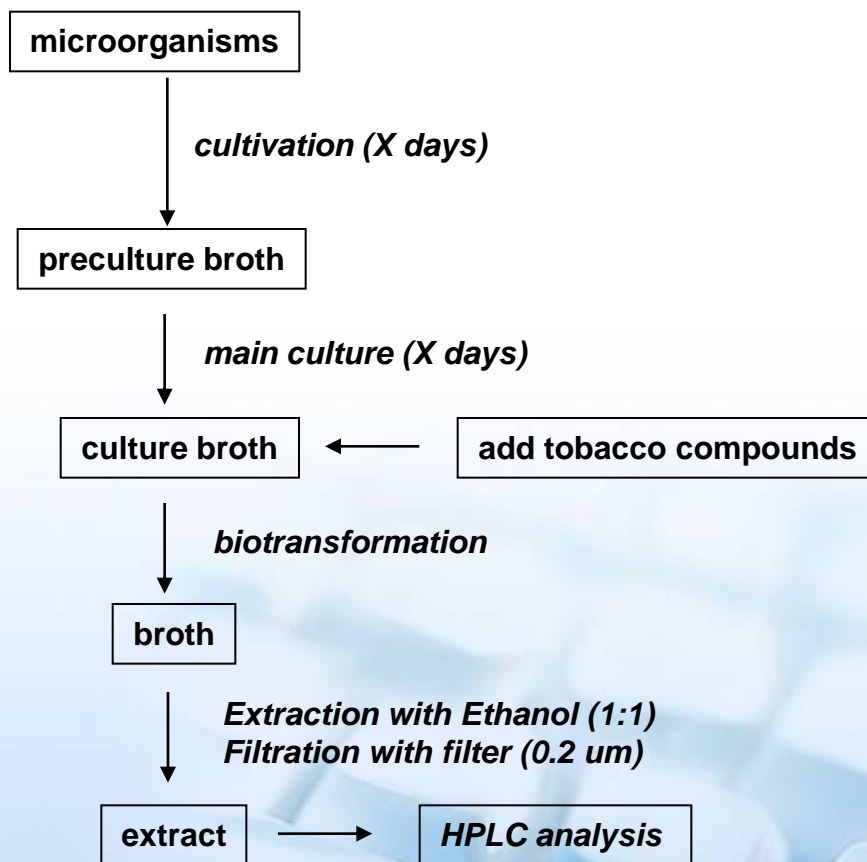 microorganisms
cultivation (X days)
preculture broth
main culture (X days)
culture broth
add tobacco compounds
biotransformation
broth
Extraction with Ethanol (1:1)
Filtration with filter (0.2 um)
extract
HPLC analysis